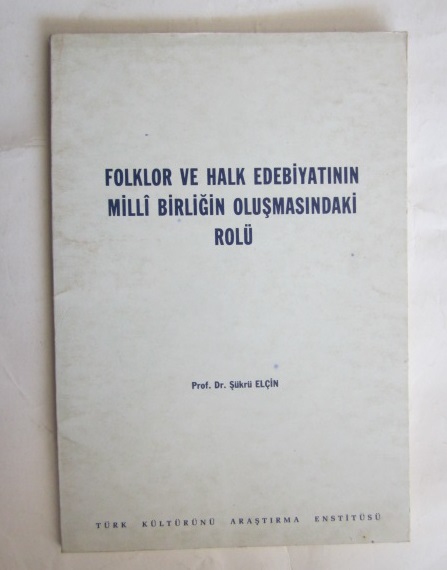 FOLKLOR VE HALK EDEBİYATININ
MİLLÎ BİRLİĞİN OLUŞMASINDAKİ
ROLÜ
Prof. Dr. Şükrü ELÇİN
TÜRK KÜLTÜRÜNÜ ARAŞTIRMA ENSTİTÜSÜ